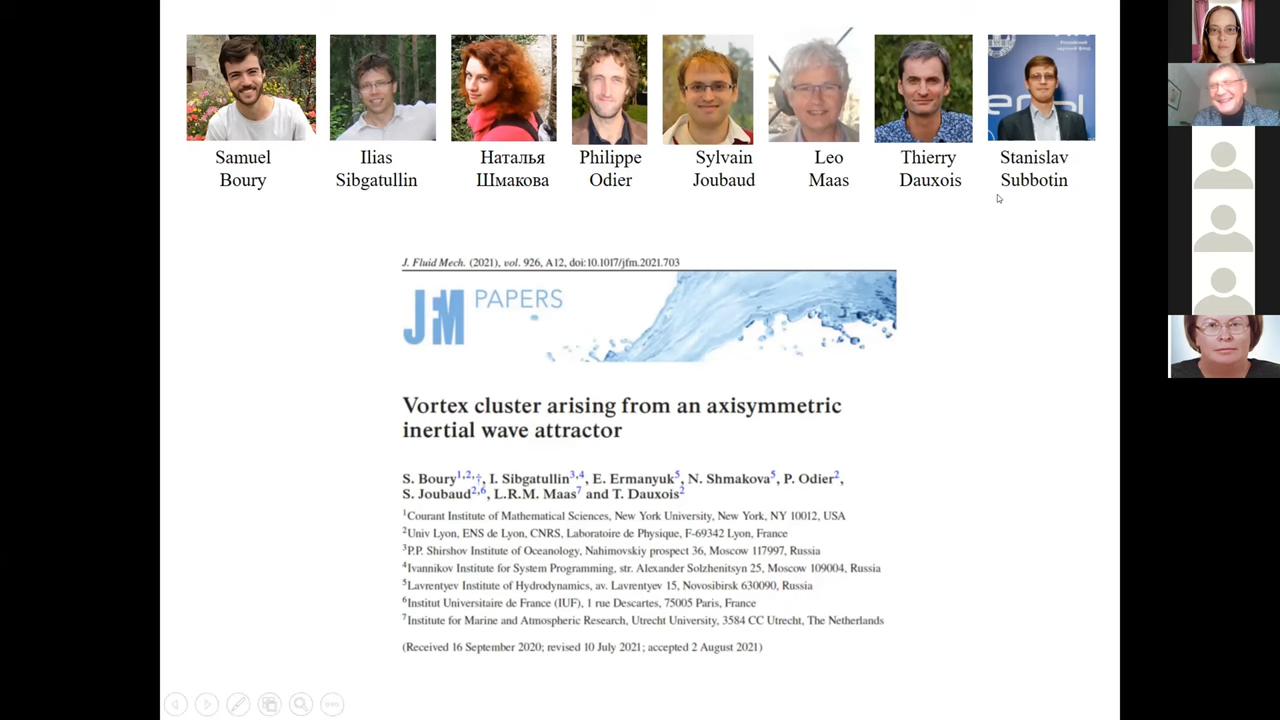 Samuel
Boury
Ilias
Sibgatullin
Наталья
Шмакова
Philippe
Odier
Sylvain
Joubaud
Leo
Maas
Thierry
Dauxois
Stanislav
Subbotin
J. Fluid Mech. (2021), vol. 926, A12, doi:10.1017/jfm.2021.703
JFM PAPERS
Vortex cluster arising from an axisymmetric
inertial wave attractor
S. Boury1,2,†, I. Sibgatullin3,4, E. Ermanyuk5, N. Shmakova5, P. Odier2,
S. Joubaud2,6, L.R.M. Maas7 and T. Dauxois2
1Courant Institute of Mathematical Sciences, New York University, New York, NY 10012, USA
2Univ Lyon, ENS de Lyon, CNRS, Laboratoire de Physique, F-69342 Lyon, France
3P.P. Shirshov Institute of Oceanology, Nahimovskiy prospect 36, Moscow 117997, Russia
4Ivannikov Institute for System Programming, str. Alexander Solzhenitsyn 25, Moscow 109004, Russia
5Lavrentyev Institute of Hydrodynamics, av. Lavrentyev 15, Novosibirsk 630090, Russia
6Institut Universitaire de France (IUF), 1 rue Descartes, 75005 Paris, France
7Institute for Marine and Atmospheric Research, Utrecht University, 3584 CC Utrecht, The Netherlands
(Received 16 September 2020; revised 10 July 2021; accepted 2 August 2021)